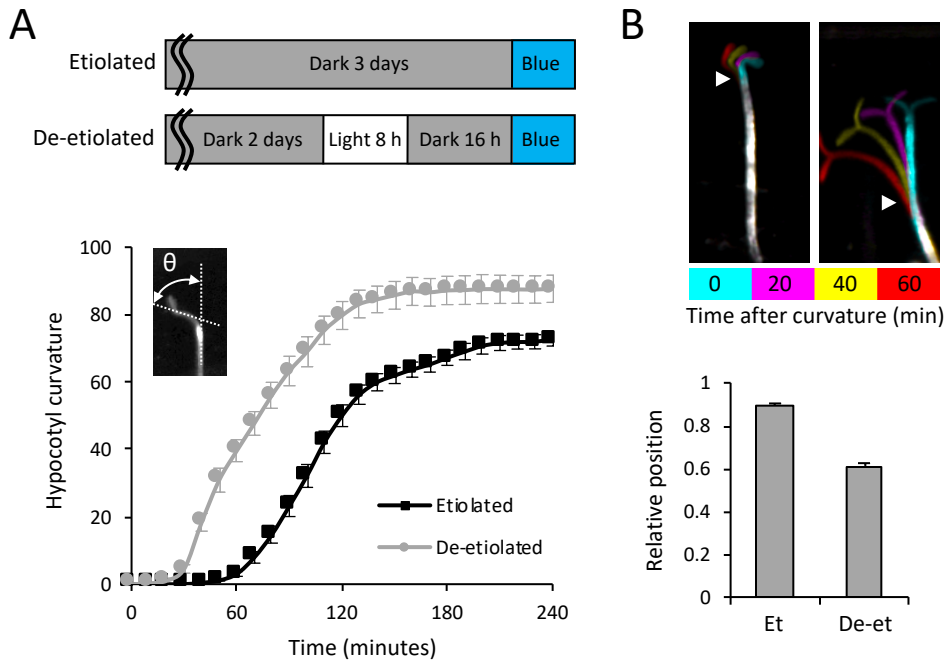 A
Etiolated
Dark 3 days
Blue
De-etiolated
Dark 2 days
Light 8 h
Dark 16 h
Blue
Hypocotyl curvature
100
80
60
40
20
0
θ
Etiolated
De-etiolated
0
60
120
180
240
Time (minutes)
B
0
20
40
60
Time after curvature (min)
Relative position
1
0.8
0.6
0.4
0.2
0
Et
De-et